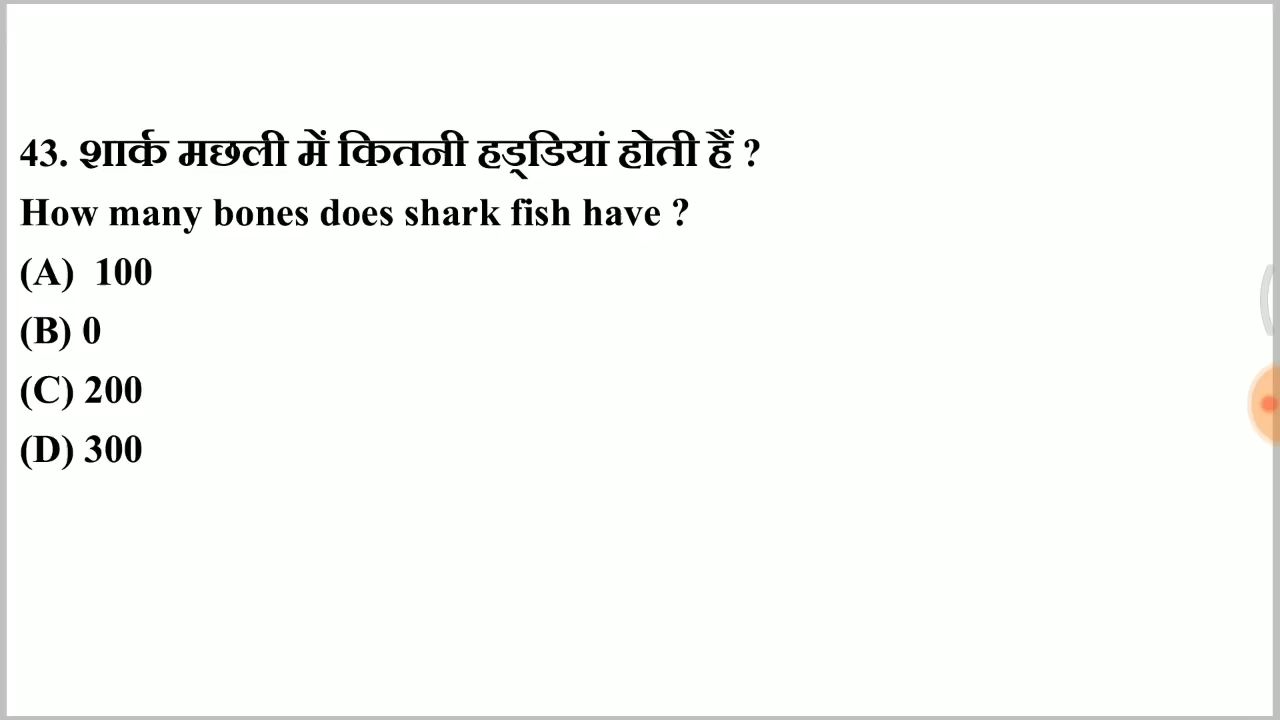 43. शार्क मछली में कितनी हड्डियां होती हैं ?
How many bones does shark fish have ?
(A) 100
(B) 0
(C) 200
(D) 300